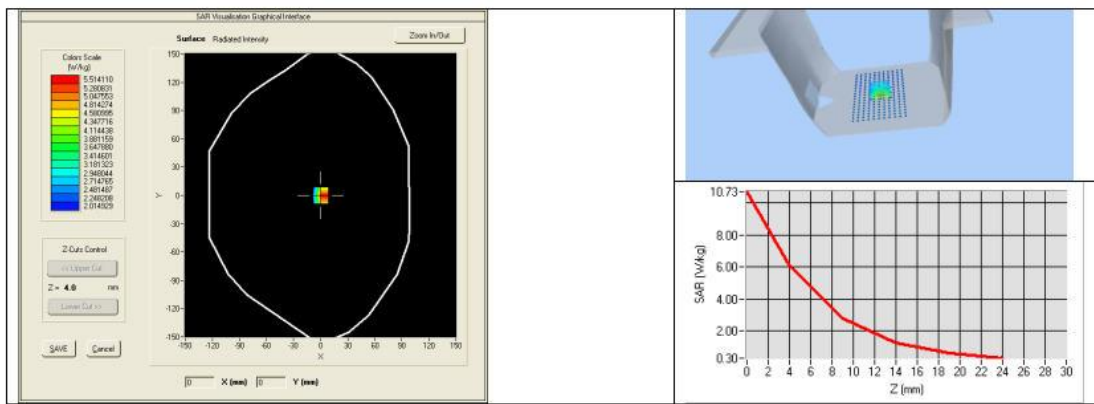 SAR Visualisation Graphical Interface
Surface Radiated Intensity
Zoom In/Out
Colors Scale
(W/kg)
5.514110
5.280831
5.047553
4.814274
4.580995
4.347716
4.114438
3.881159
3.647880
3.414601
3.181323
2.948044
2.714765
2.481487
2.248208
2.014929
150
120
90
60
30
0
-30
-60
-90
-120
-150
Y
-150 -120 -90 -60 -30 0 30 60 90 120 150
X
Z-Cuts Control
<< Upper Cut
Z = 4.0 mm
Lower Cut >>
SAVE Cancel
0 X (mm) 0 Y (mm)
10.73
8.00
6.00
4.00
2.00
0.30
SAR (W/kg)
0 2 4 6 8 10 12 14 16 18 20 22 24 26 28 30
Z (mm)